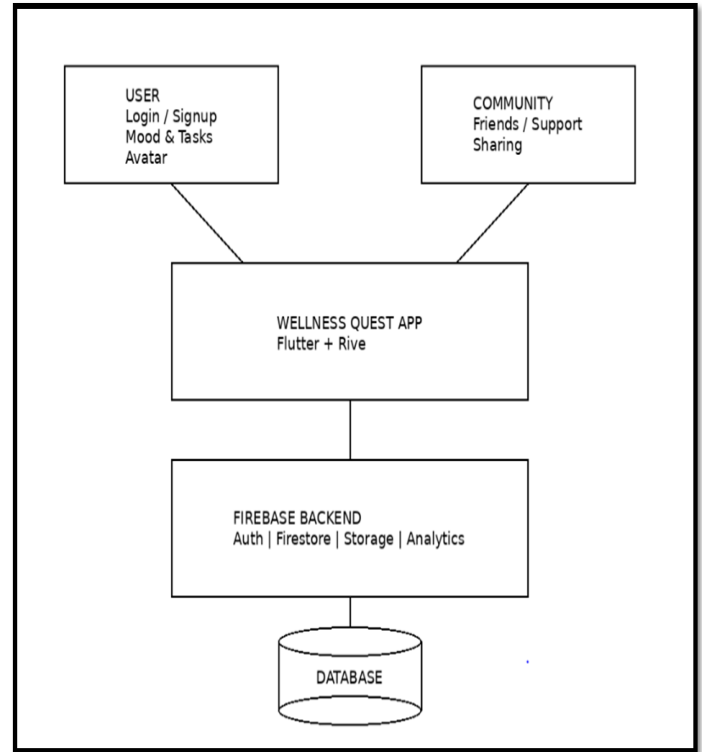 USER
Login / Signup
Mood & Tasks
Avatar
COMMUNITY
Friends / Support
Sharing
WELLNESS QUEST APP
Flutter + Rive
FIREBASE BACKEND
Auth | Firestore | Storage | Analytics
DATABASE